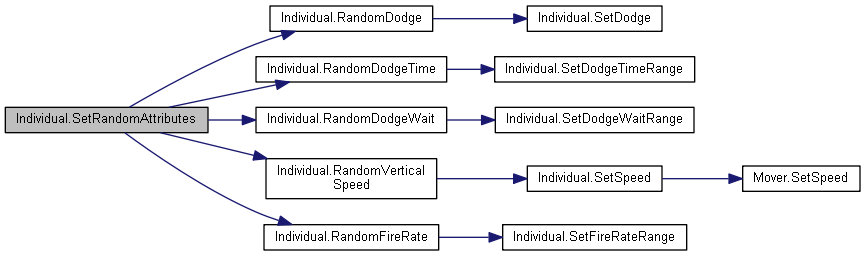 Individual.RandomDodge
Individual.SetDodge
Individual.RandomDodgeTime
Individual.SetDodgeTimeRange
Individual.SetRandomAttributes
Individual.RandomDodgeWait
Individual.SetDodgeWaitRange
Individual.RandomVertical
Speed
Individual.SetSpeed
Mover.SetSpeed
Individual.RandomFireRate
Individual.SetFireRateRange